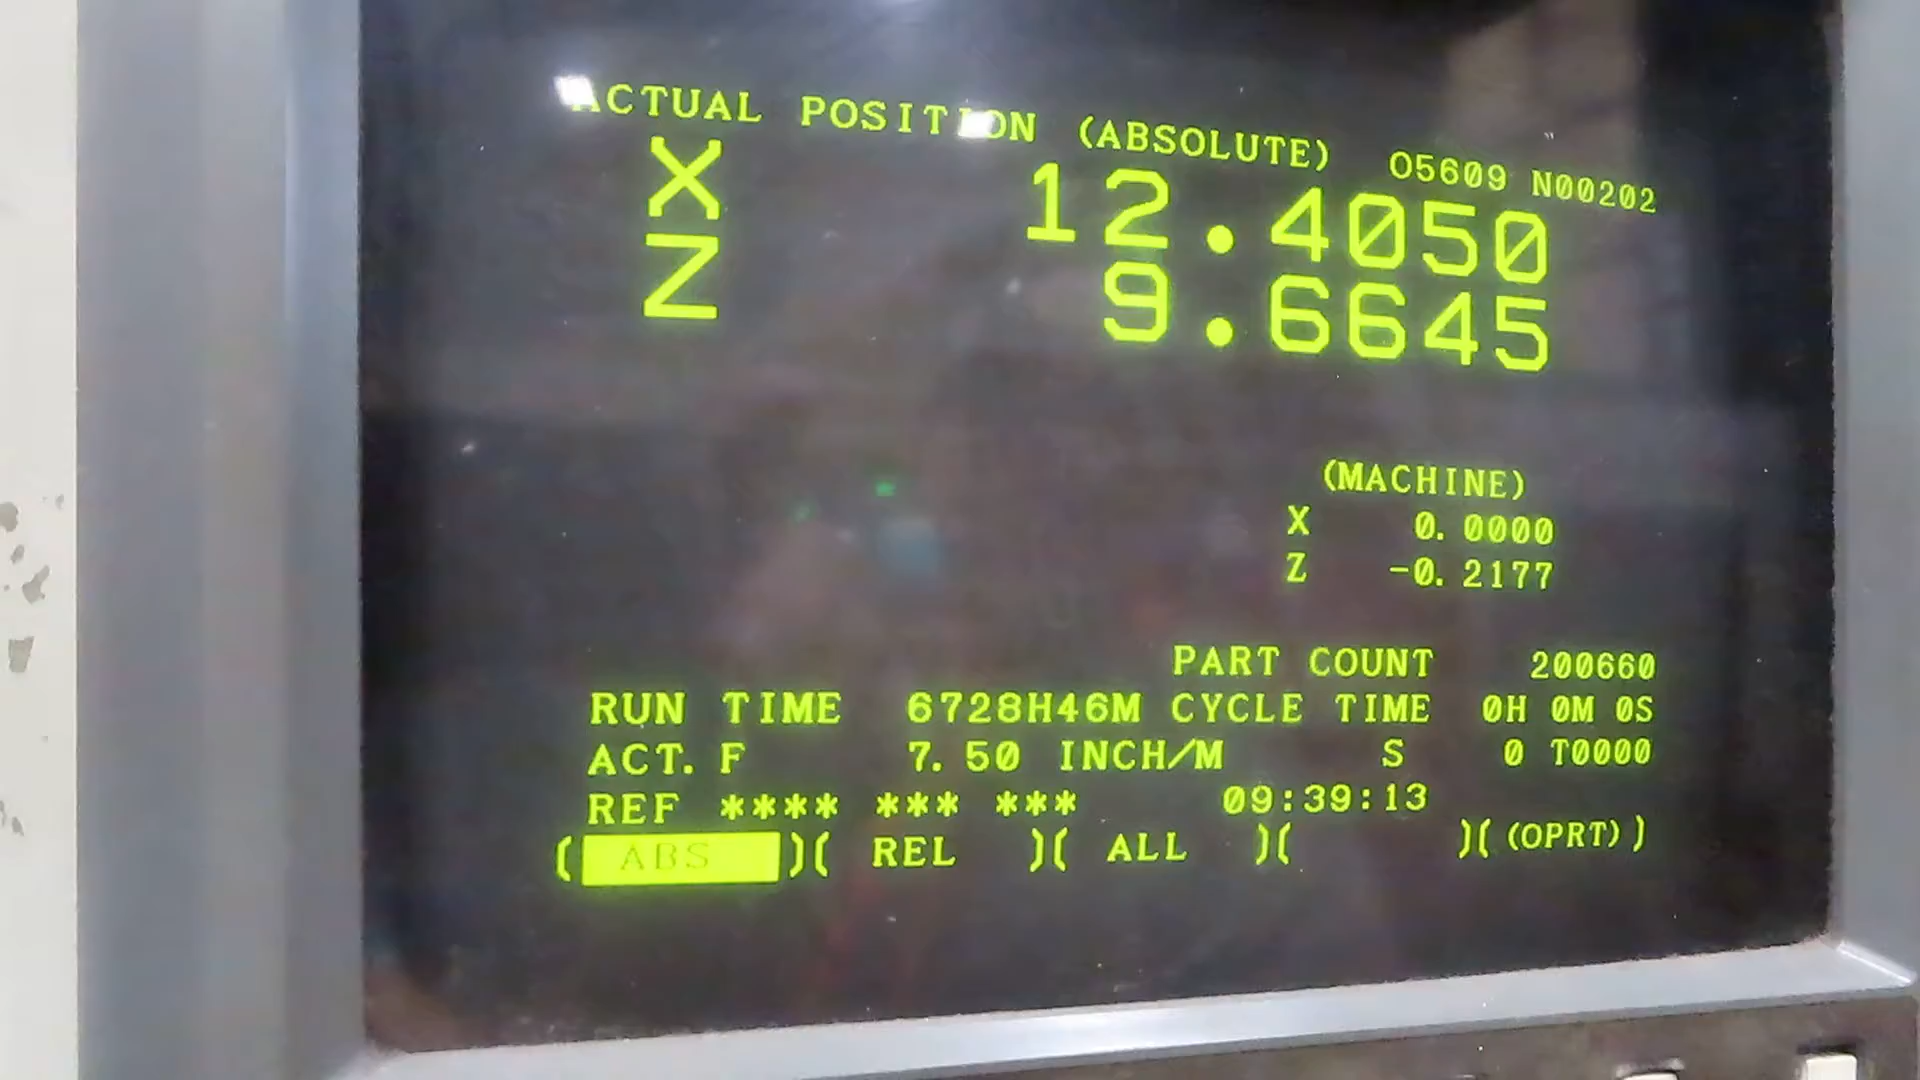 ACTUAL POSITION (ABSOLUTE) O5609 N00202
X 12.4050
Z 9.6645
(MACHINE)
X 0.0000
Z -0.2177
PART COUNT 200660
RUN TIME 6728H46M CYCLE TIME 0H 0M 0S
ACT. F 7.50 INCH/M S 0 T0000
REF **** *** *** 09:39:13
( ABS )( REL )( ALL )( )( (OPRT) )